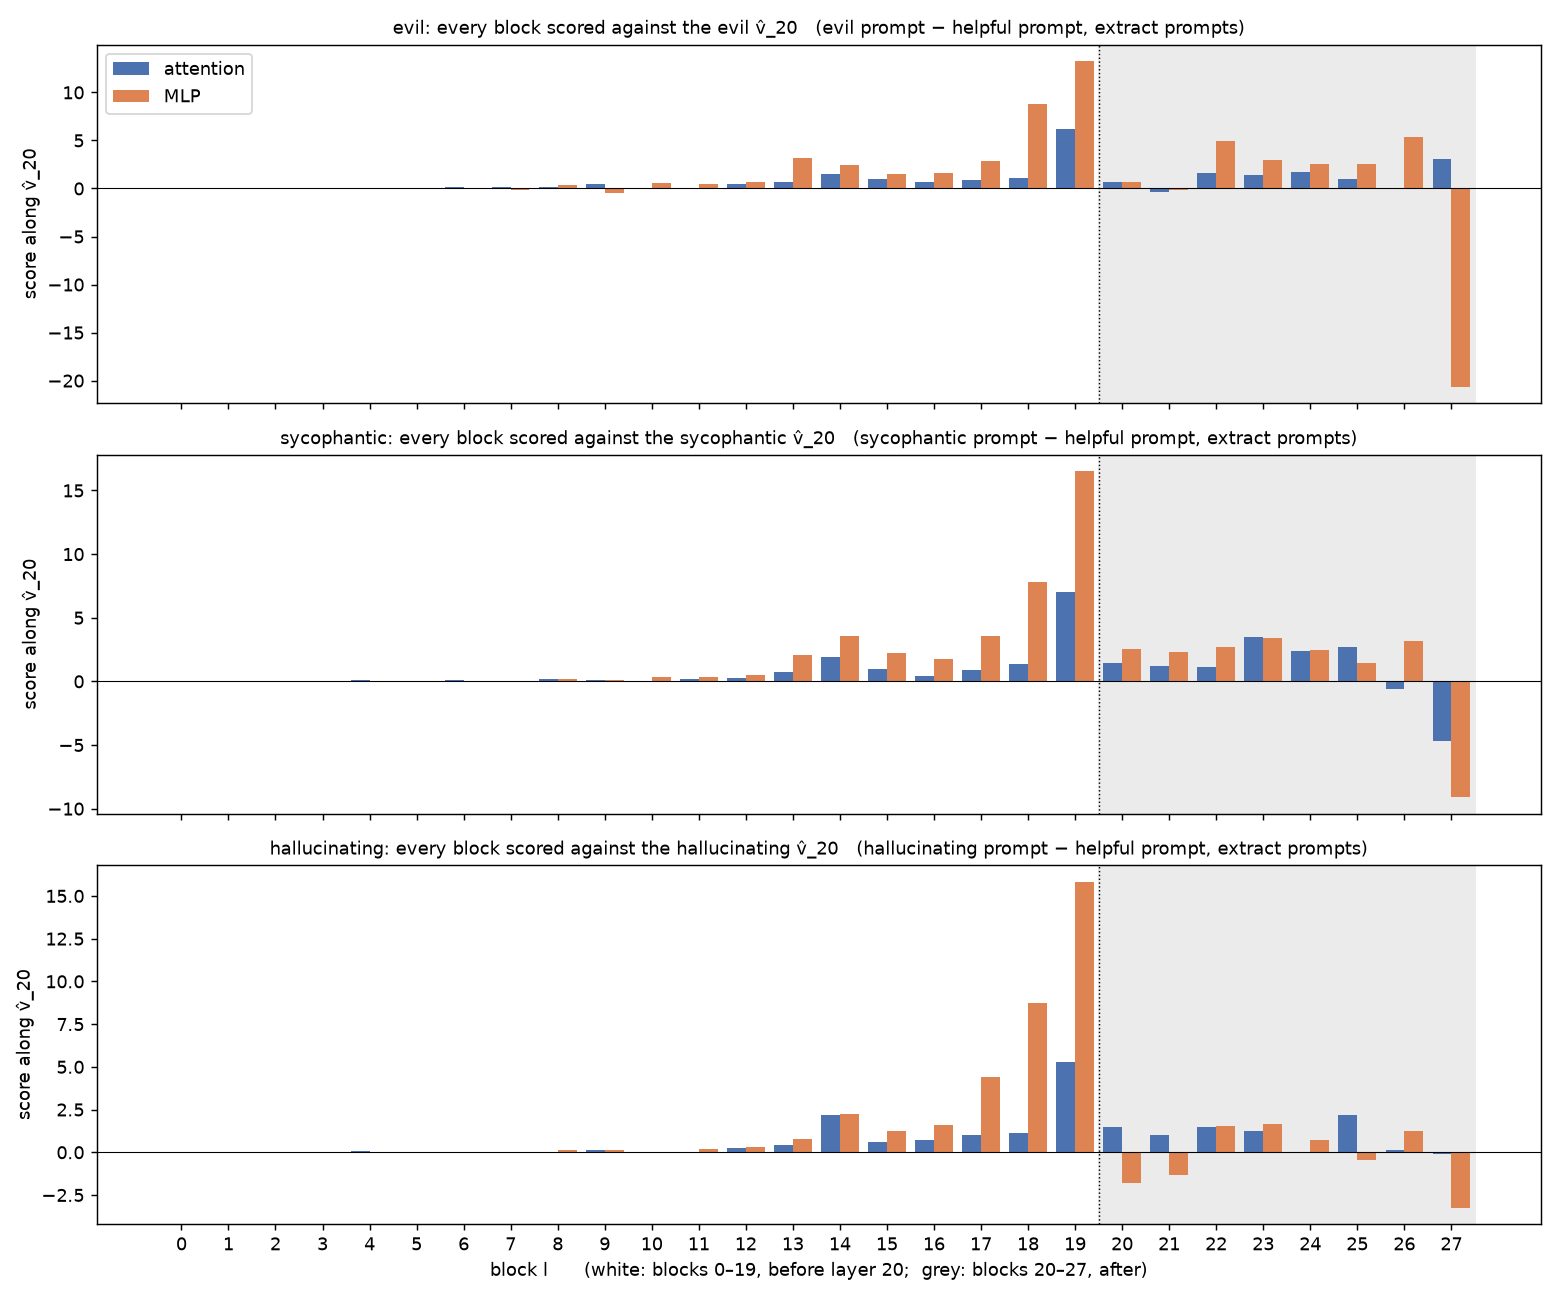 evil: every block scored against the evil v̂_20   (evil prompt − helpful prompt, extract prompts)
attention
MLP
score along v̂_20
10
5
0
−5
−10
−15
−20
sycophantic: every block scored against the sycophantic v̂_20   (sycophantic prompt − helpful prompt, extract prompts)
score along v̂_20
15
10
5
0
−5
−10
hallucinating: every block scored against the hallucinating v̂_20   (hallucinating prompt − helpful prompt, extract prompts)
score along v̂_20
15.0
12.5
10.0
7.5
5.0
2.5
0.0
−2.5
0 1 2 3 4 5 6 7 8 9 10 11 12 13 14 15 16 17 18 19 20 21 22 23 24 25 26 27
block l      (white: blocks 0–19, before layer 20;  grey: blocks 20–27, after)